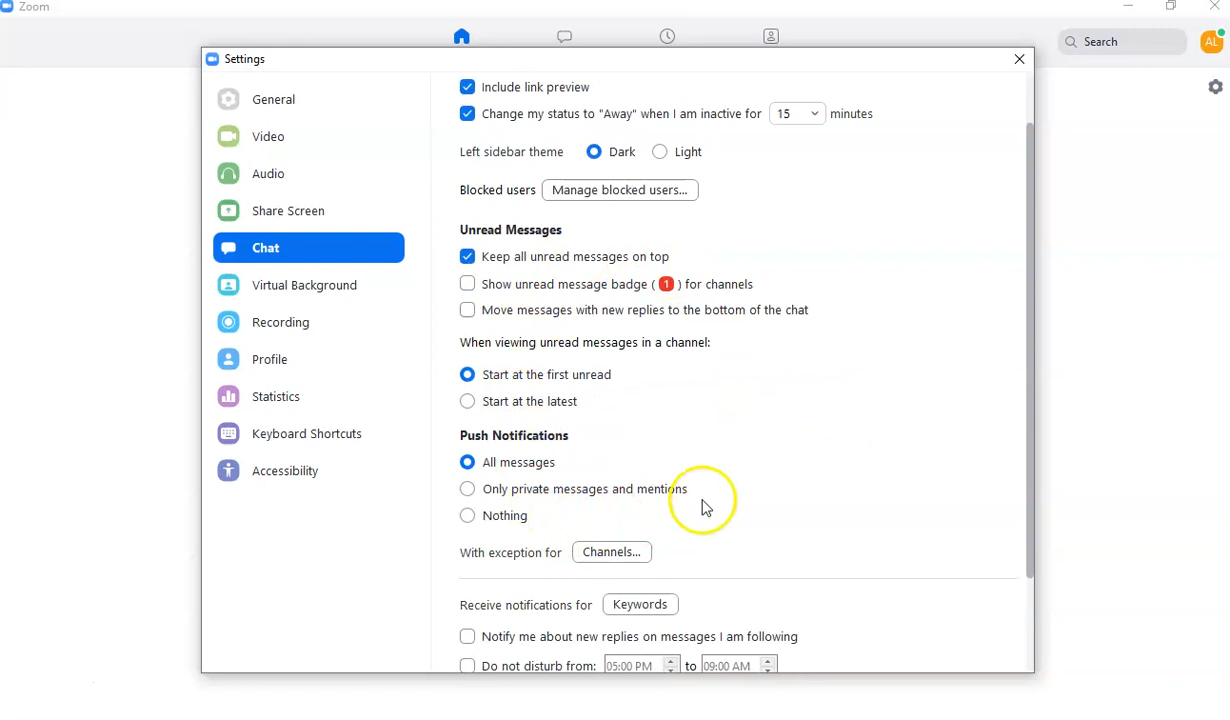 Zoom
Search
AL
Settings
General
Video
Audio
Share Screen
Chat
Virtual Background
Recording
Profile
Statistics
Keyboard Shortcuts
Accessibility
Include link preview
Change my status to "Away" when I am inactive for 15 minutes
Left sidebar theme Dark Light
Blocked users Manage blocked users...
Unread Messages
Keep all unread messages on top
Show unread message badge ( 1 ) for channels
Move messages with new replies to the bottom of the chat
When viewing unread messages in a channel:
Start at the first unread
Start at the latest
Push Notifications
All messages
Only private messages and mentions
Nothing
With exception for Channels...
Receive notifications for Keywords
Notify me about new replies on messages I am following
Do not disturb from: 05:00 PM to 09:00 AM